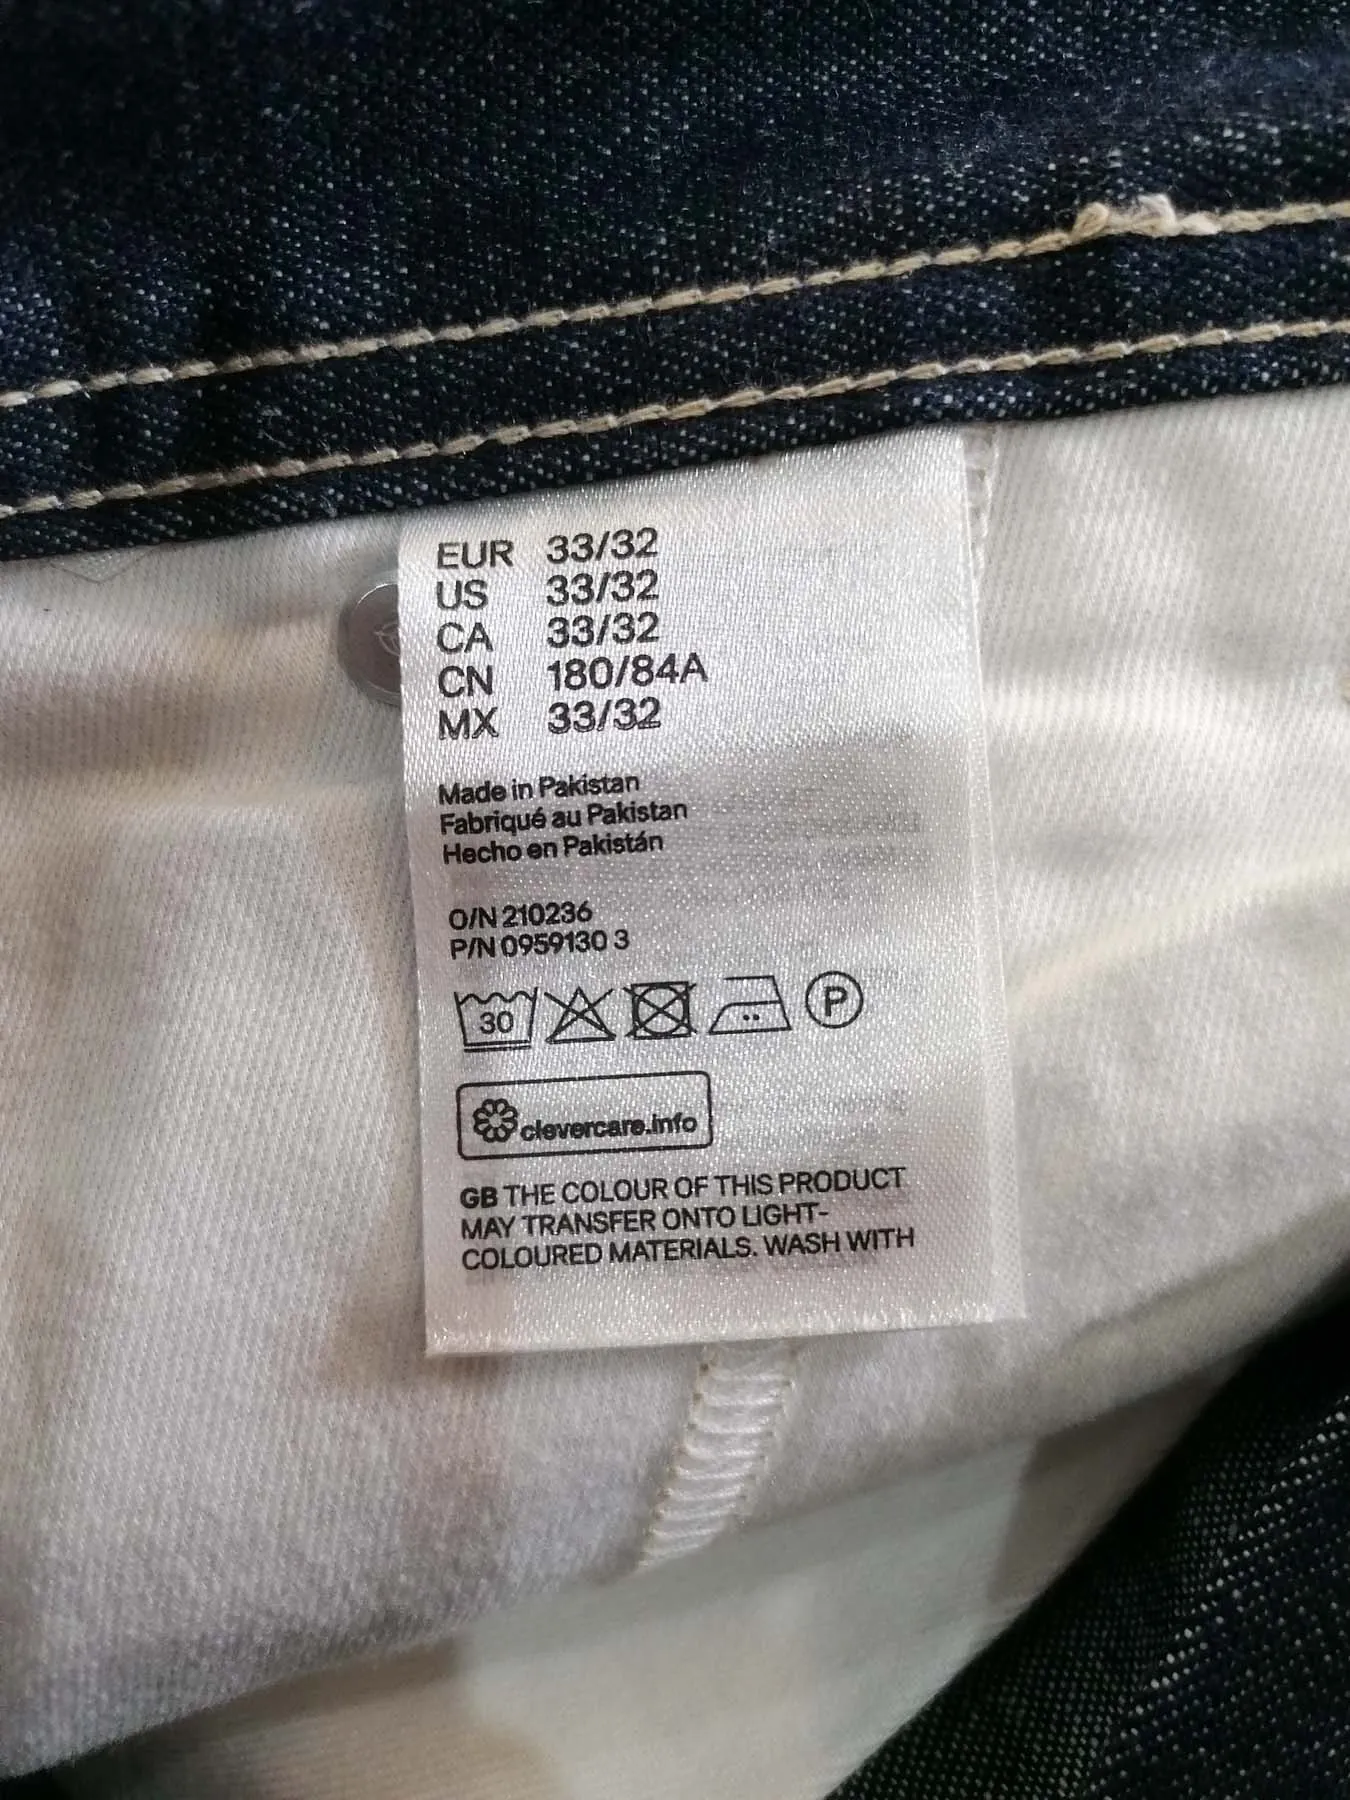 EUR 33/32
US 33/32
CA 33/32
CN 180/84A
MX 33/32
Made in Pakistan
Fabriqué au Pakistan
Hecho en Pakistán
O/N 210236
P/N 0959130 3
30
P
clevercare.info
GB THE COLOUR OF THIS PRODUCT
MAY TRANSFER ONTO LIGHT-
COLOURED MATERIALS. WASH WITH